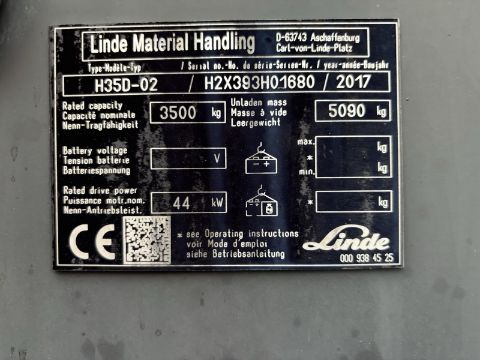 Linde Material Handling
D-63743 Aschaffenburg
Carl-von-Linde-Platz
Type-Modèle-Typ / Serial no.-No. de série-Serien-Nr. / year-année-Baujahr
H35D-02 / H2X393H01680 / 2017
Rated capacity
Capacité nominale
Nenn-Tragfähigkeit
3500 kg
Unladen mass
Masse à vide
Leergewicht
5090 kg
Battery voltage
Tension batterie
Batteriespannung
V
- +
max.
*
min.
kg
kg
Rated drive power
Puissance motr.nom.
Nenn-Antriebsleist.
44 kW
* kg
CE
* see Operating instructions
voir Mode d'emploi
siehe Betriebsanleitung
Linde
000 938 45 25